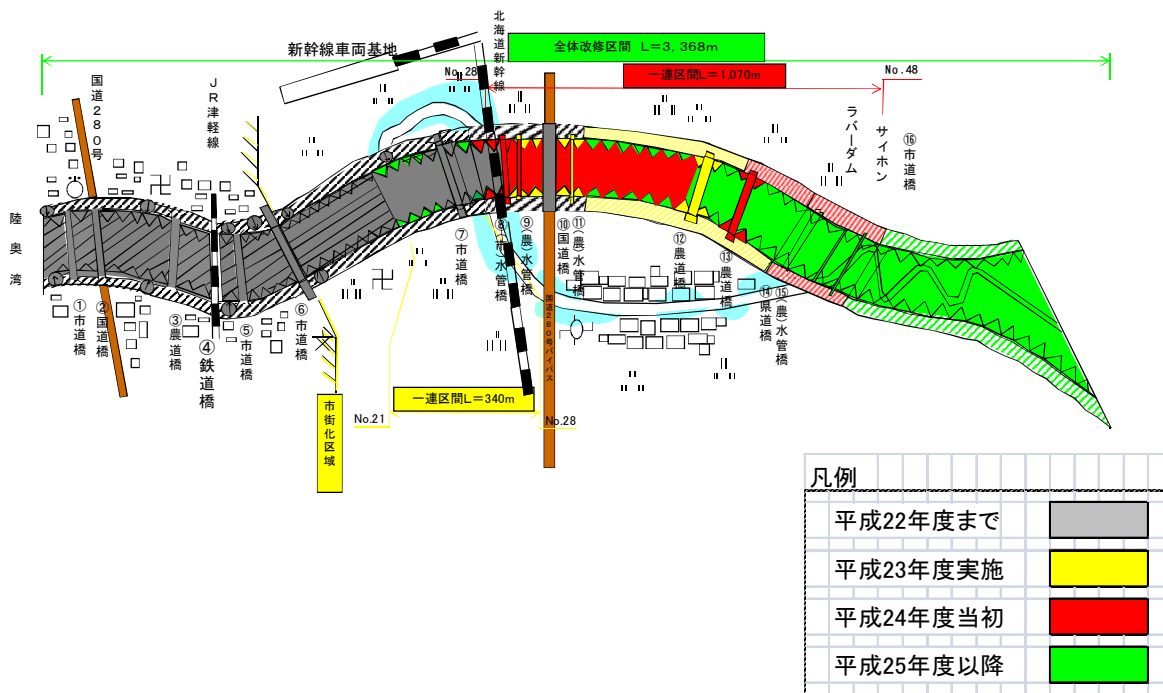 北海道新幹線
新幹線車両基地
全体改修区間 L=3,368m
一連区間L=1,070m
No.28
No.48
国道280号
JR津軽線
ラバーダム
サイホン
⑯市道橋
陸奥湾
①市道橋
②国道橋
③農道橋
④鉄道橋
⑤市道橋
⑥市道橋
⑦市道橋
⑧(市)水管橋
⑨(農)水管橋
⑩国道橋
⑪(農)水管橋
⑫農道橋
⑬農道橋
⑭県道橋
⑮(農)水管橋
国道280号バイパス
一連区間L=340m
No.21
No.28
市街化区域
凡例
平成22年度まで
平成23年度実施
平成24年度当初
平成25年度以降